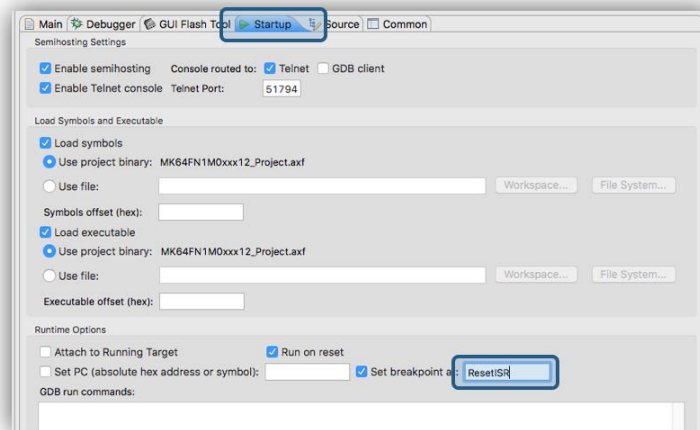 Main Debugger GUI Flash Tool Startup Source Common
Semihosting Settings
Enable semihosting Console routed to: Telnet GDB client
Enable Telnet console Telnet Port: 51794
Load Symbols and Executable
Load symbols
Use project binary: MK64FN1M0xxx12_Project.axf
Use file: Workspace... File System...
Symbols offset (hex):
Load executable
Use project binary: MK64FN1M0xxx12_Project.axf
Use file: Workspace... File System...
Executable offset (hex):
Runtime Options
Attach to Running Target Run on reset
Set PC (absolute hex address or symbol): Set breakpoint a: ResetISR
GDB run commands: